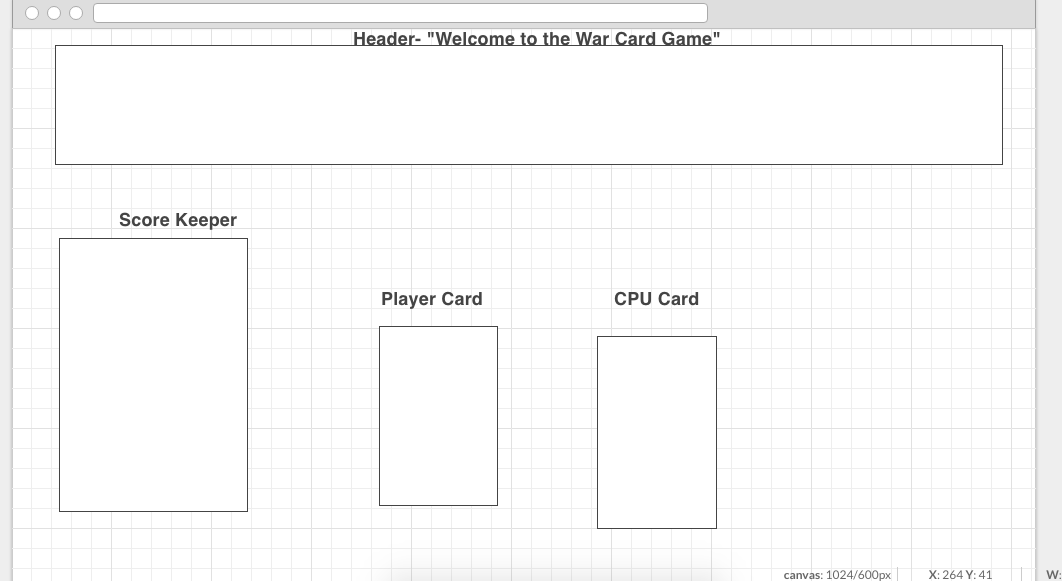 Header- "Welcome to the War Card Game"
Score Keeper
Player Card
CPU Card
canvas: 1024/600px
X: 264 Y: 41
W: